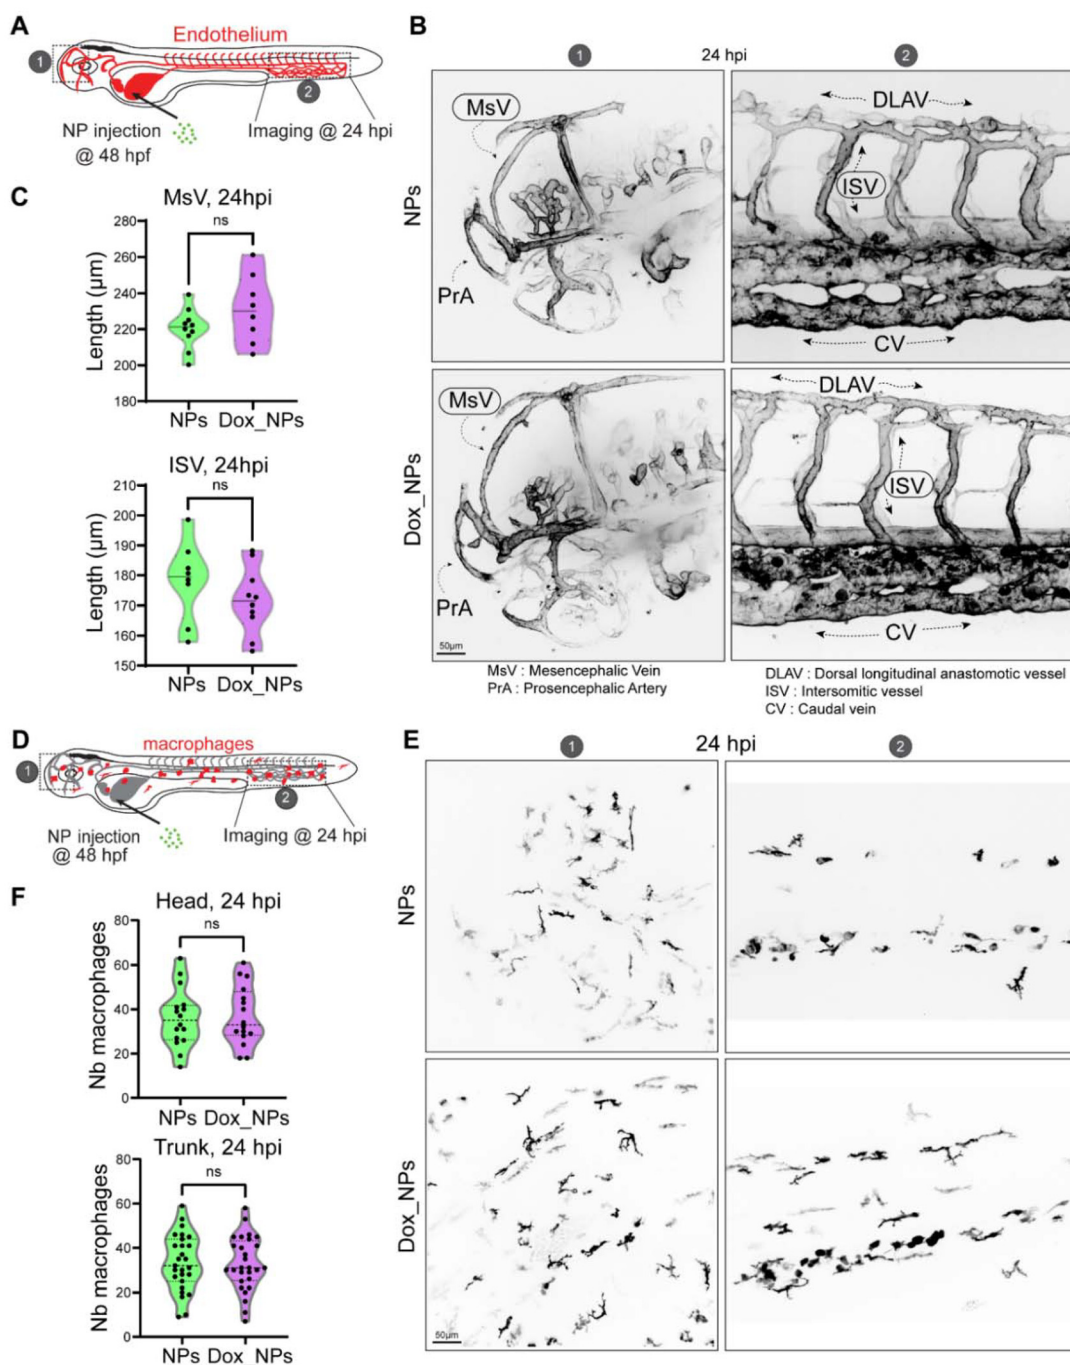 A
Endothelium
1
2
NP injection
@ 48 hpf
Imaging @ 24 hpi
B
1
24 hpi
2
NPs
MsV
PrA
DLAV
ISV
CV
Dox_NPs
MsV
PrA
50µm
DLAV
ISV
CV
MsV : Mesencephalic Vein
PrA : Prosencephalic Artery
DLAV : Dorsal longitudinal anastomotic vessel
ISV : Intersomitic vessel
CV : Caudal vein
C
MsV, 24hpi
ns
Length (µm)
280
260
240
220
200
180
NPs
Dox_NPs
ISV, 24hpi
ns
Length (µm)
210
200
190
180
170
160
150
NPs
Dox_NPs
D
macrophages
1
2
NP injection
@ 48 hpf
Imaging @ 24 hpi
E
1
24 hpi
2
NPs
Dox_NPs
50µm
F
Head, 24 hpi
ns
Nb macrophages
80
60
40
20
0
NPs
Dox_NPs
Trunk, 24 hpi
ns
Nb macrophages
80
60
40
20
0
NPs
Dox_NPs